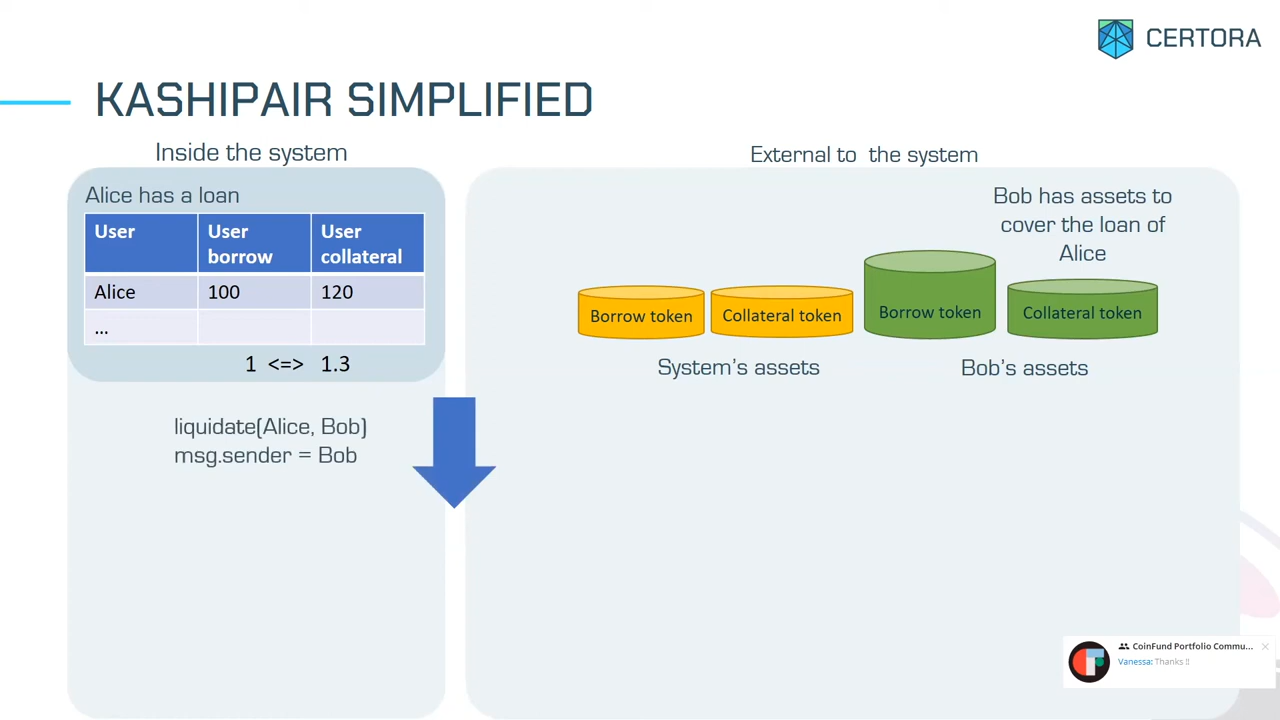 CERTORA
KASHIPAIR SIMPLIFIED
Inside the system
External to the system
Alice has a loan
User
User borrow
User collateral
Alice 100 120
...
1 <=> 1.3
Bob has assets to
cover the loan of
Alice
Borrow token
Collateral token
Borrow token
Collateral token
System's assets
Bob's assets
liquidate(Alice, Bob)
msg.sender = Bob
CoinFund Portfolio Commu...
Vanessa: Thanks